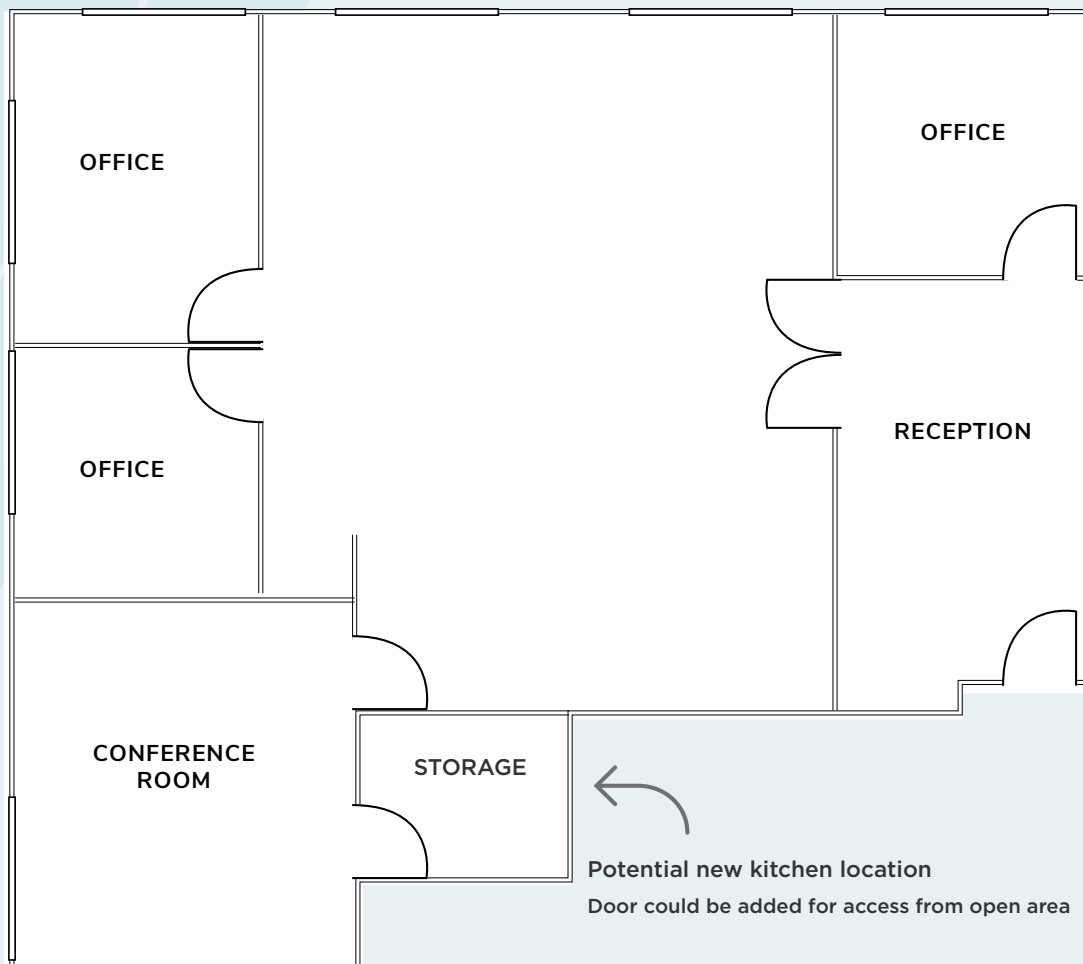 OFFICE
OFFICE
RECEPTION
OFFICE
CONFERENCE
ROOM
STORAGE
Potential new kitchen location
Door could be added for access from open area